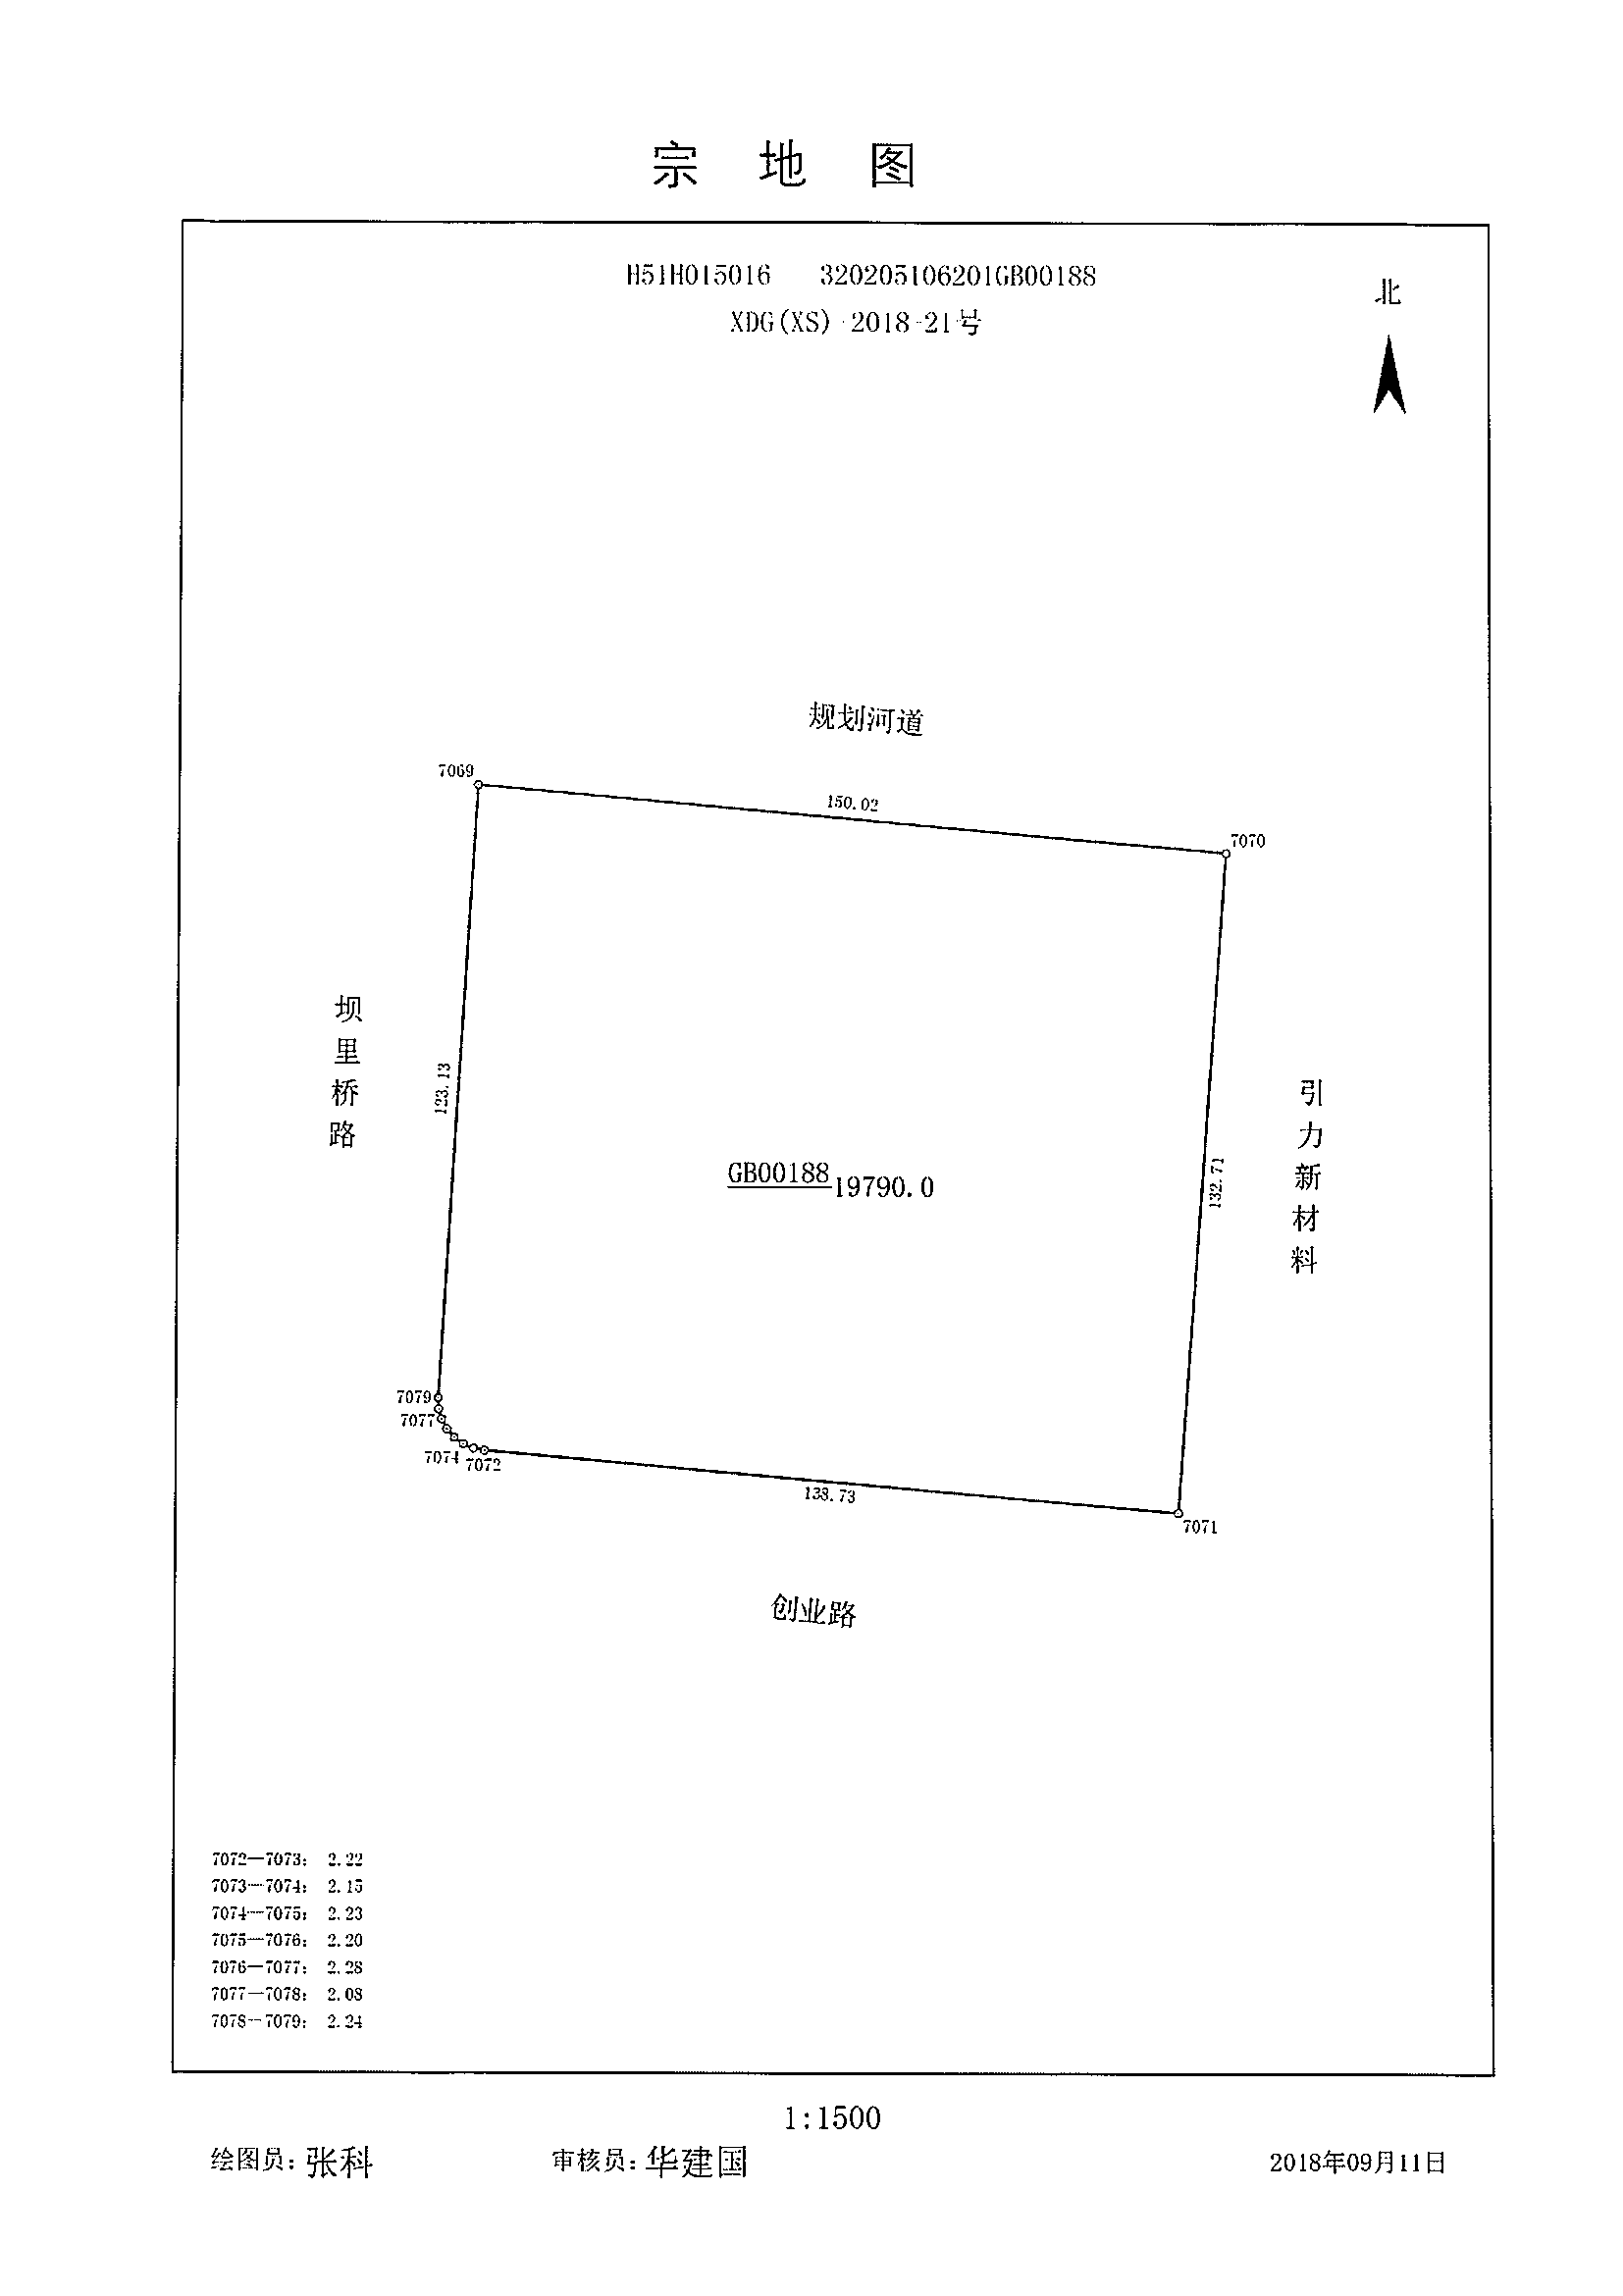 宗 地 图
H51H015016 320205106201GB00188
XDG(XS)-2018-21号
北
规划河道
7069
150.02
7070
坝里桥路
123.13
引力新材料
132.71
GB00188 19790.0
7079
7077
7074
7072
138.73
7071
创业路
7072—7073: 2.22
7073—7074: 2.15
7074—7075: 2.23
7075—7076: 2.20
7076—7077: 2.28
7077—7078: 2.08
7078—7079: 2.24
1:1500
绘图员: 张科 审核员: 华建国 2018年09月11日